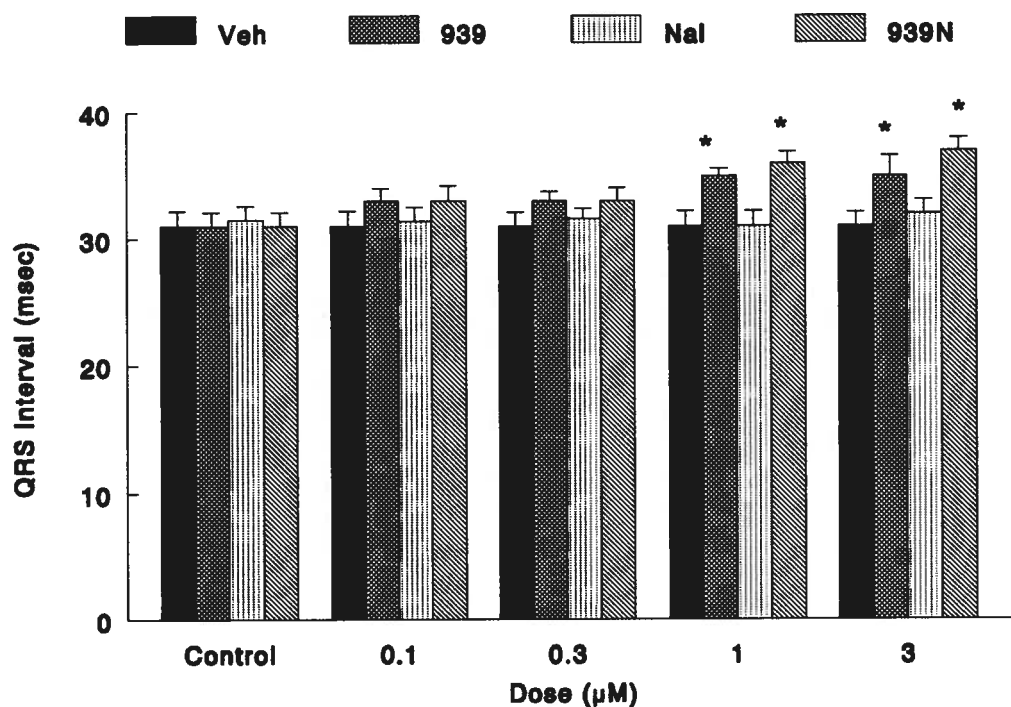 Veh 939 Nal 939N
40
30
20
10
0
QRS Interval (msec)
* * * *
Control 0.1 0.3 1 3
Dose (µM)